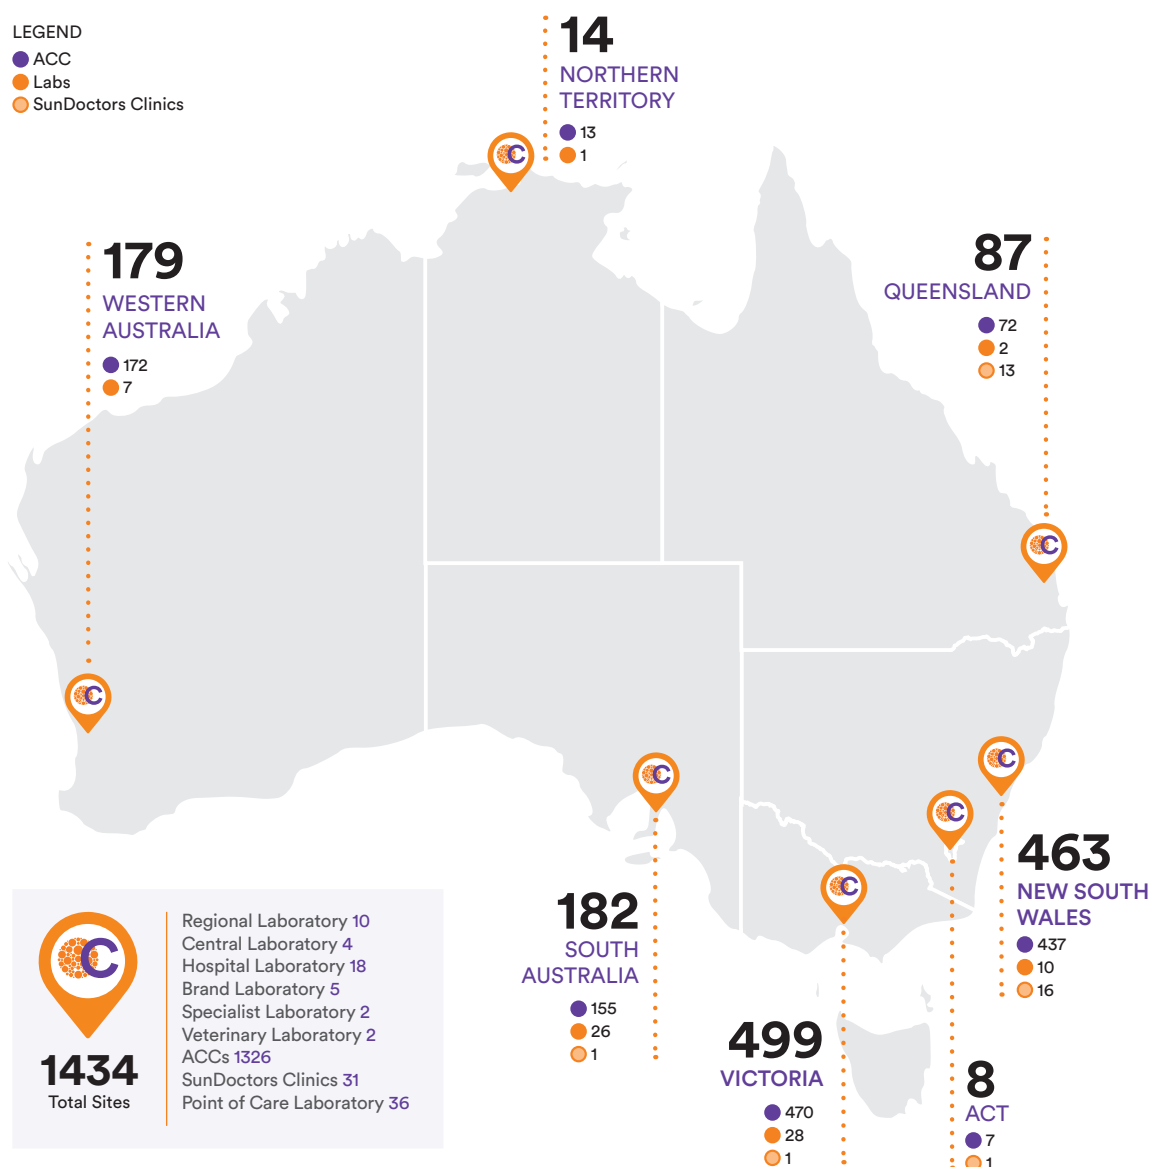 LEGEND
ACC
Labs
SunDoctors Clinics
14
NORTHERN
TERRITORY
13
1
179
WESTERN
AUSTRALIA
172
7
87
QUEENSLAND
72
2
13
463
NEW SOUTH
WALES
437
10
16
182
SOUTH
AUSTRALIA
155
26
1
499
VICTORIA
470
28
1
8
ACT
7
1
1434
Total Sites
Regional Laboratory 10
Central Laboratory 4
Hospital Laboratory 18
Brand Laboratory 5
Specialist Laboratory 2
Veterinary Laboratory 2
ACCs 1326
SunDoctors Clinics 31
Point of Care Laboratory 36